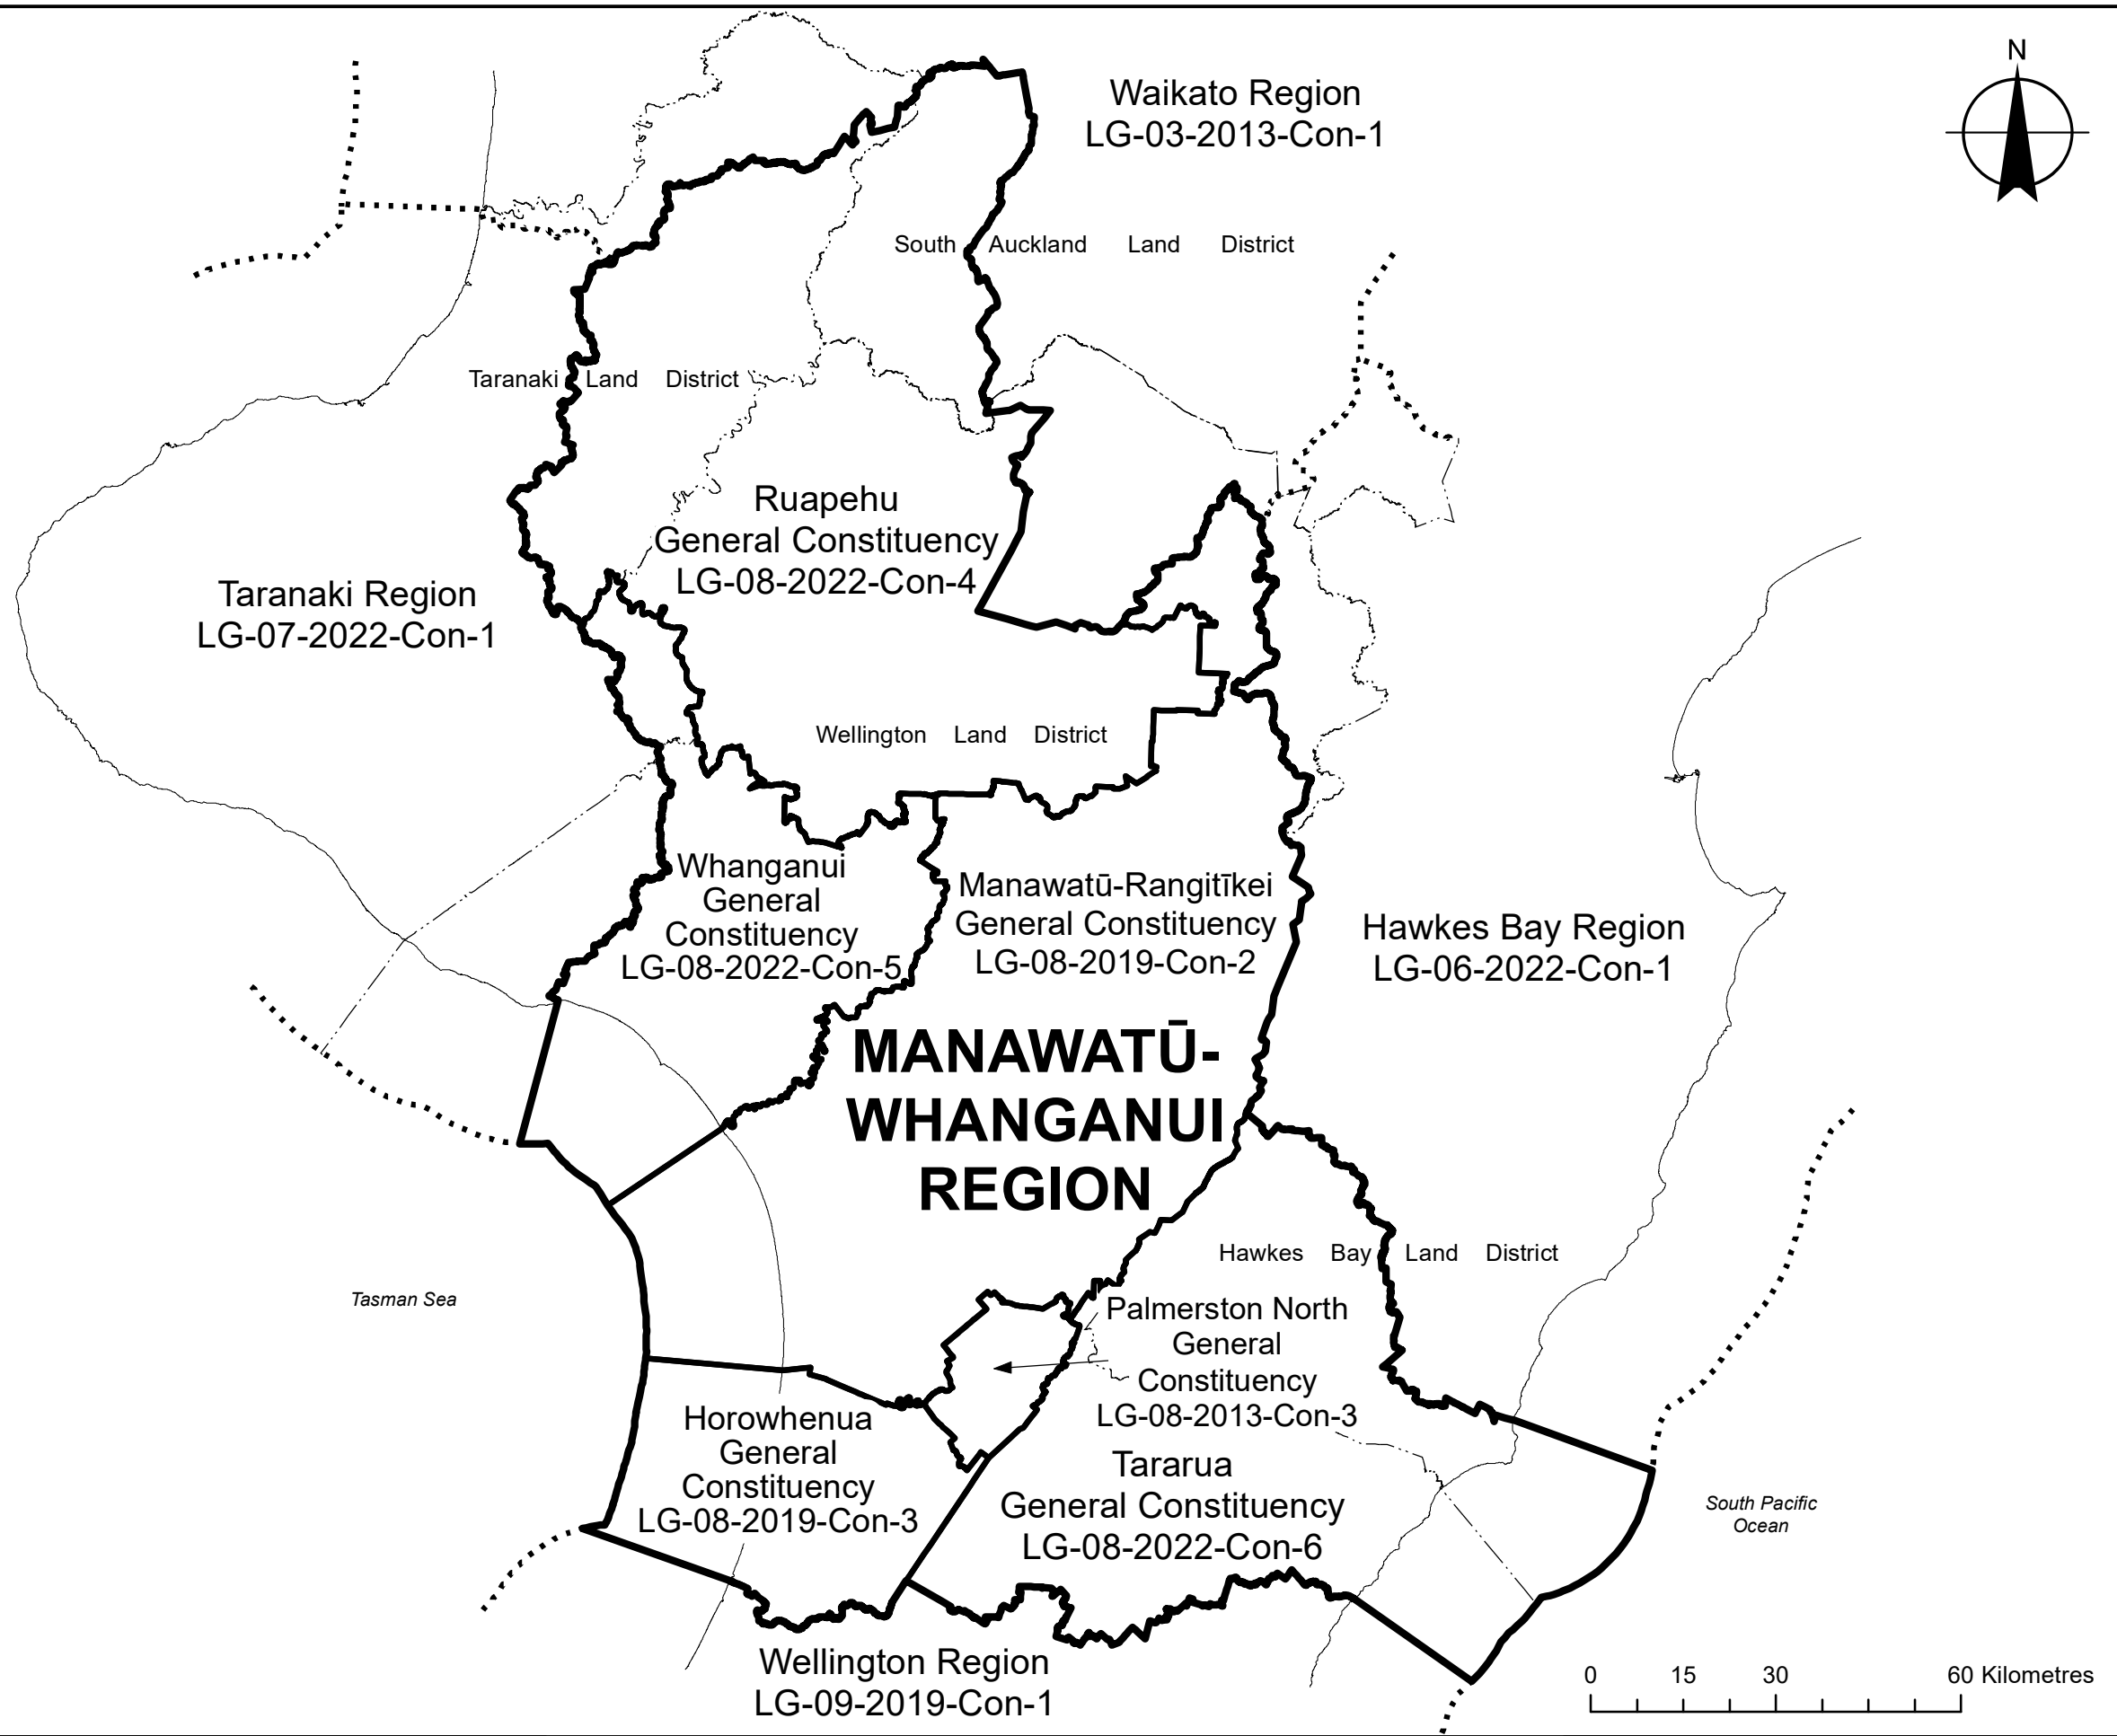 N
Waikato Region
LG-03-2013-Con-1
South Auckland Land District
Taranaki Land District
Ruapehu
General Constituency
LG-08-2022-Con-4
Taranaki Region
LG-07-2022-Con-1
Wellington Land District
Whanganui
General
Constituency
LG-08-2022-Con-5
Manawatū-Rangitīkei
General Constituency
LG-08-2019-Con-2
Hawkes Bay Region
LG-06-2022-Con-1
MANAWATŪ-
WHANGANUI
REGION
Hawkes Bay Land District
Tasman Sea
Palmerston North
General
Constituency
LG-08-2013-Con-3
Horowhenua
General
Constituency
LG-08-2019-Con-3
Tararua
General Constituency
LG-08-2022-Con-6
South Pacific
Ocean
Wellington Region
LG-09-2019-Con-1
0 15 30 60 Kilometres